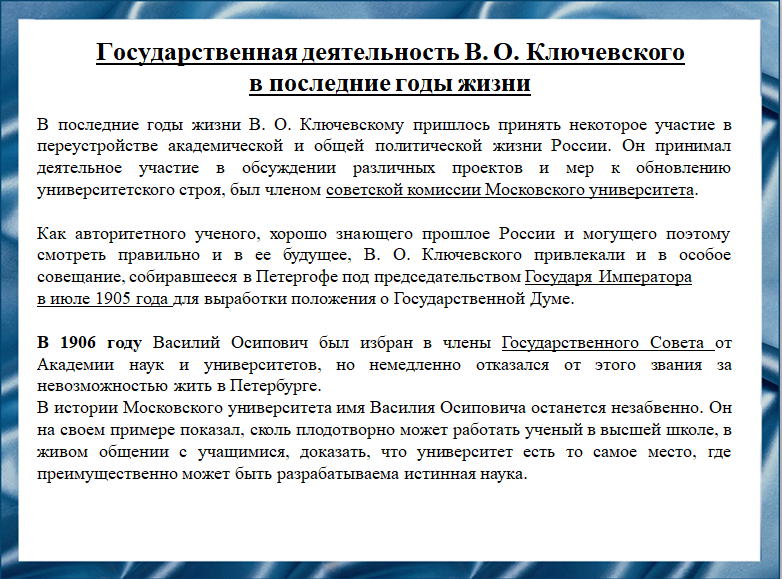 Государственная деятельность В. О. Ключевского
в последние годы жизни
В последние годы жизни В. О. Ключевскому пришлось принять некоторое участие в
переустройстве академической и общей политической жизни России. Он принимал
деятельное участие в обсуждении различных проектов и мер к обновлению
университетского строя, был членом советской комиссии Московского университета.
Как авторитетного ученого, хорошо знающего прошлое России и могущего поэтому
смотреть правильно и в ее будущее, В. О. Ключевского привлекали и в особое
совещание, собиравшееся в Петергофе под председательством Государя Императора
в июле 1905 года для выработки положения о Государственной Думе.
В 1906 году Василий Осипович был избран в члены Государственного Совета от
Академии наук и университетов, но немедленно отказался от этого звания за
невозможностью жить в Петербурге.
В истории Московского университета имя Василия Осиповича останется незабвенно. Он
на своем примере показал, сколь плодотворно может работать ученый в высшей школе, в
живом общении с учащимися, доказать, что университет есть то самое место, где
преимущественно может быть разрабатываема истинная наука.